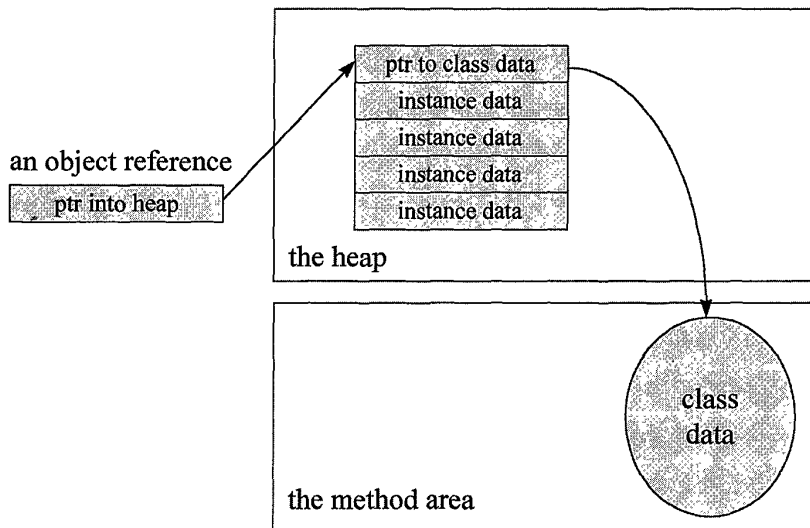 ptr to class data
instance data
instance data
instance data
instance data
an object reference
ptr into heap
the heap
class
data
the method area